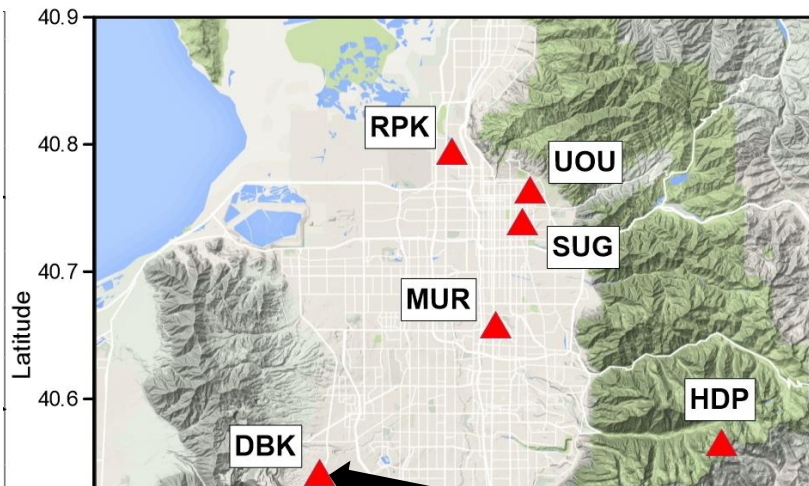 40.9
RPK
40.8
UOU
SUG
40.7
MUR
Latitude
40.6
HDP
DBK